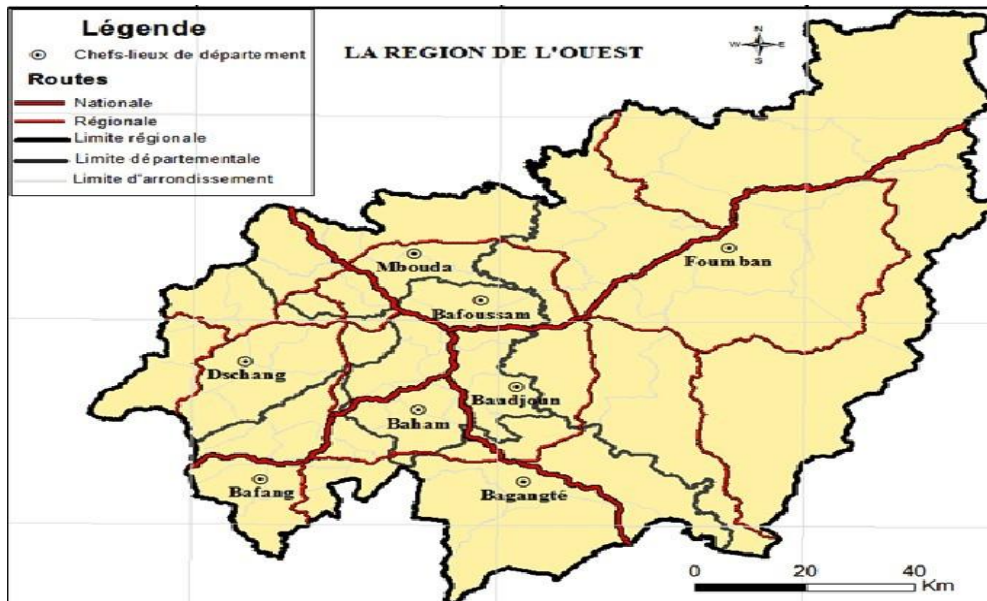 Légende
Chefs-lieux de département
Routes
Nationale
Régionale
Limite régionale
Limite départementale
Limite d'arrondissement
LA REGION DE L'OUEST
N
W E
S
Mbouda
Foumban
Bafoussam
Dschang
Baudjoun
Baham
Bafang
Bagangté
0 20 40
Km